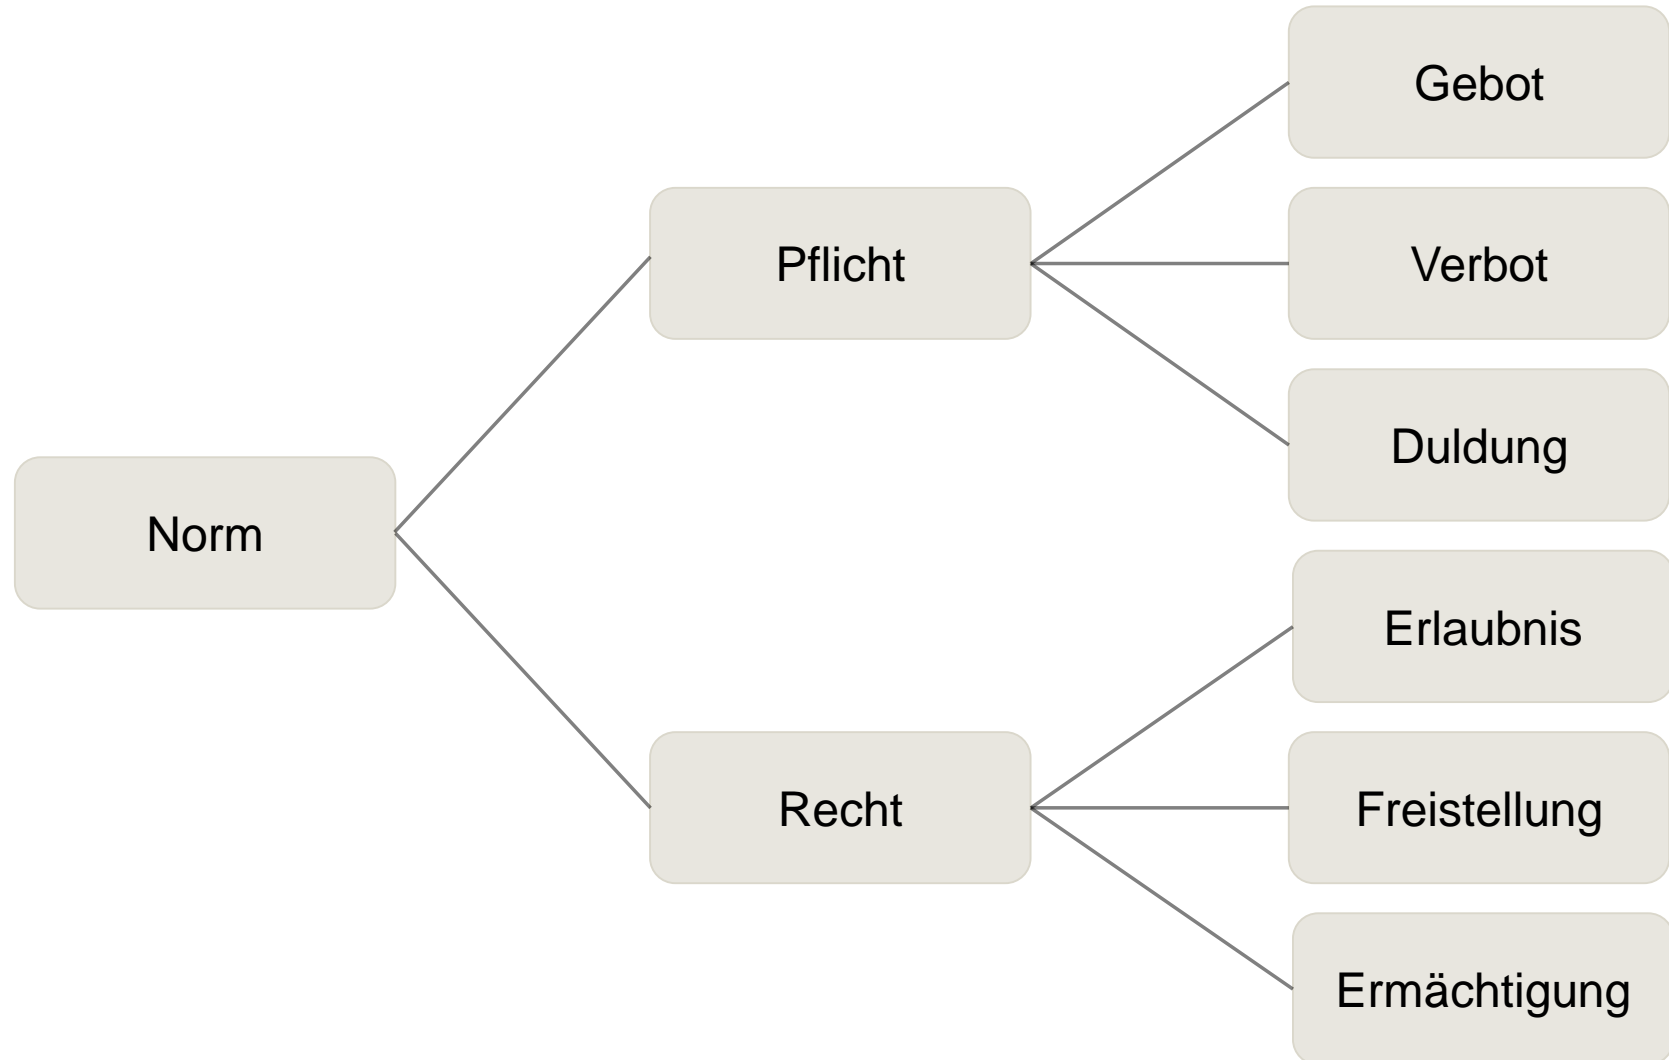 Gebot
Pflicht
Verbot
Duldung
Norm
Erlaubnis
Recht
Freistellung
Ermächtigung